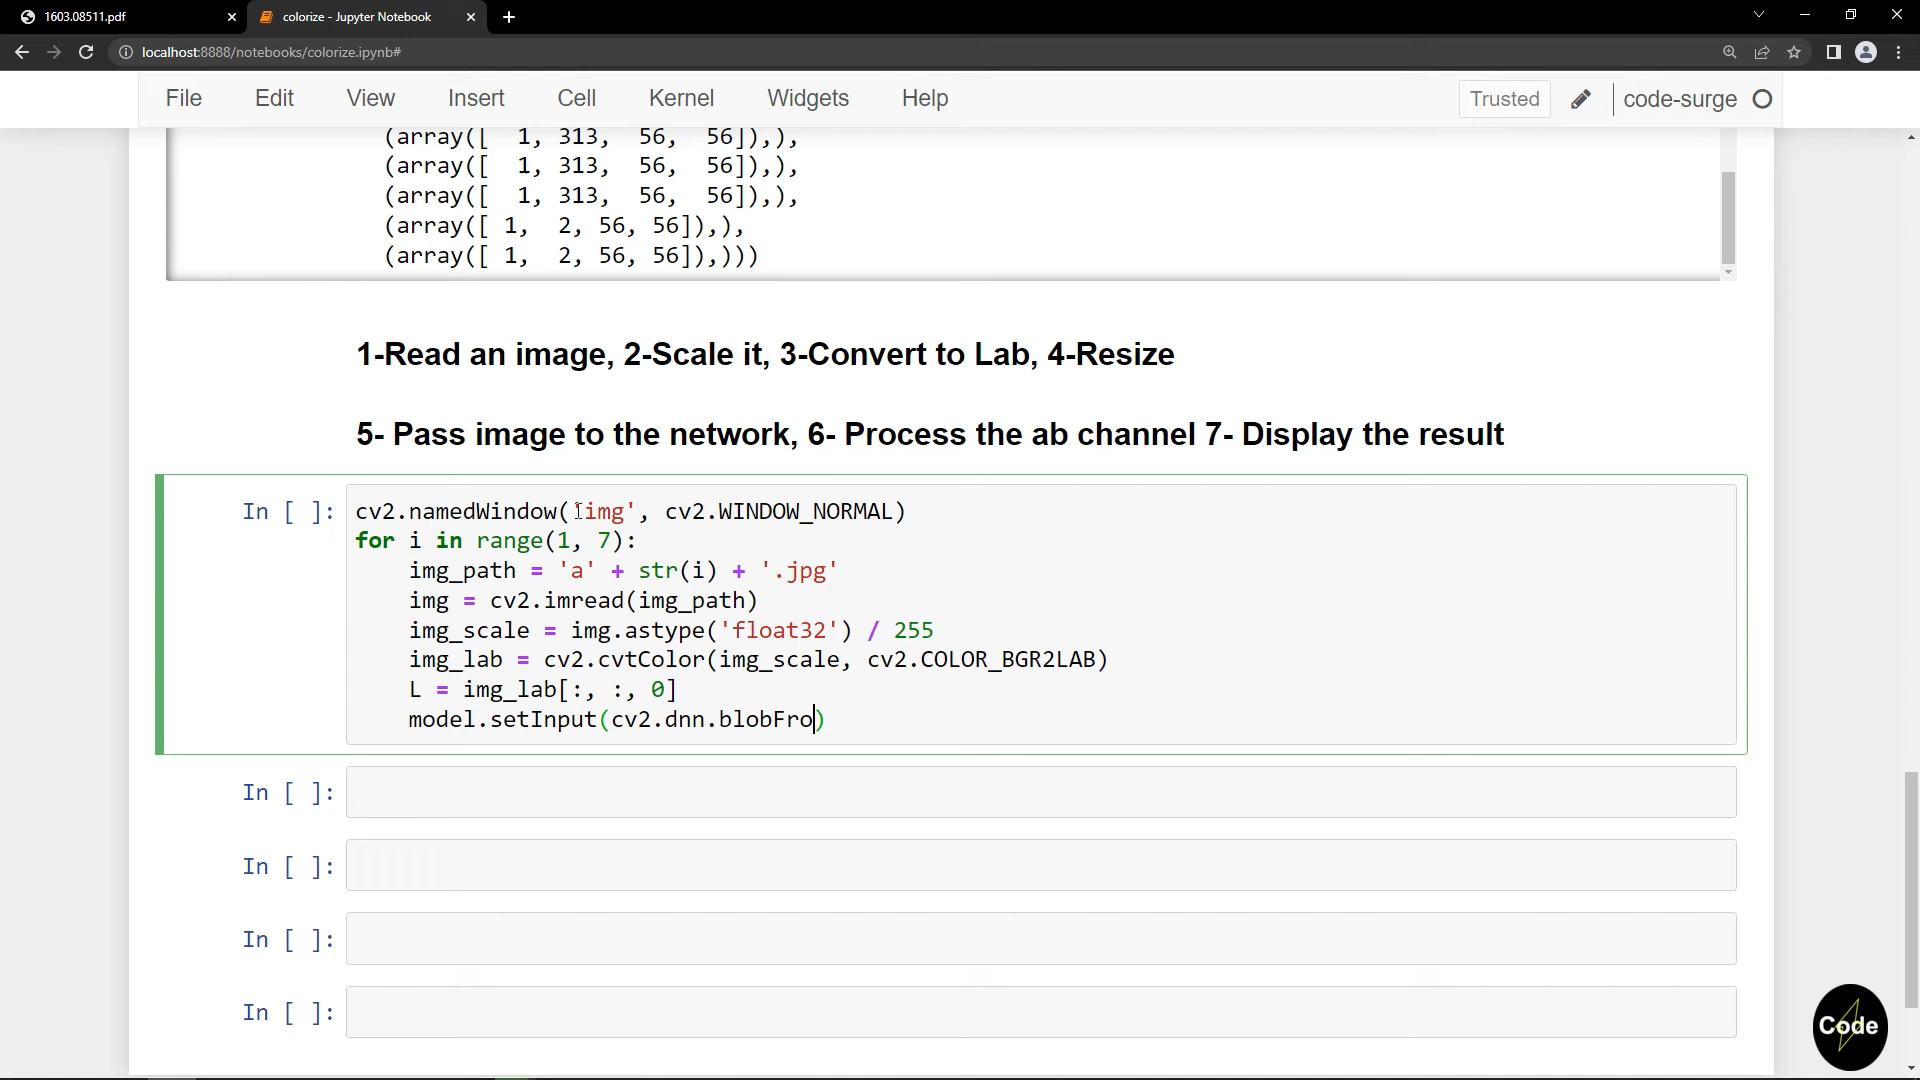 1603.08511.pdf
colorize - Jupyter Notebook
localhost:8888/notebooks/colorize.ipynb#
File Edit View Insert Cell Kernel Widgets Help Trusted code-surge
(array([ 1, 313, 56, 56]),),
(array([ 1, 313, 56, 56]),),
(array([ 1, 313, 56, 56]),),
(array([ 1, 2, 56, 56]),),
(array([ 1, 2, 56, 56]),)))
1-Read an image, 2-Scale it, 3-Convert to Lab, 4-Resize
5- Pass image to the network, 6- Process the ab channel 7- Display the result
In [ ]: cv2.namedWindow('img', cv2.WINDOW_NORMAL)
for i in range(1, 7):
img_path = 'a' + str(i) + '.jpg'
img = cv2.imread(img_path)
img_scale = img.astype('float32') / 255
img_lab = cv2.cvtColor(img_scale, cv2.COLOR_BGR2LAB)
L = img_lab[:, :, 0]
model.setInput(cv2.dnn.blobFro)
In [ ]:
In [ ]:
In [ ]:
In [ ]:
Code